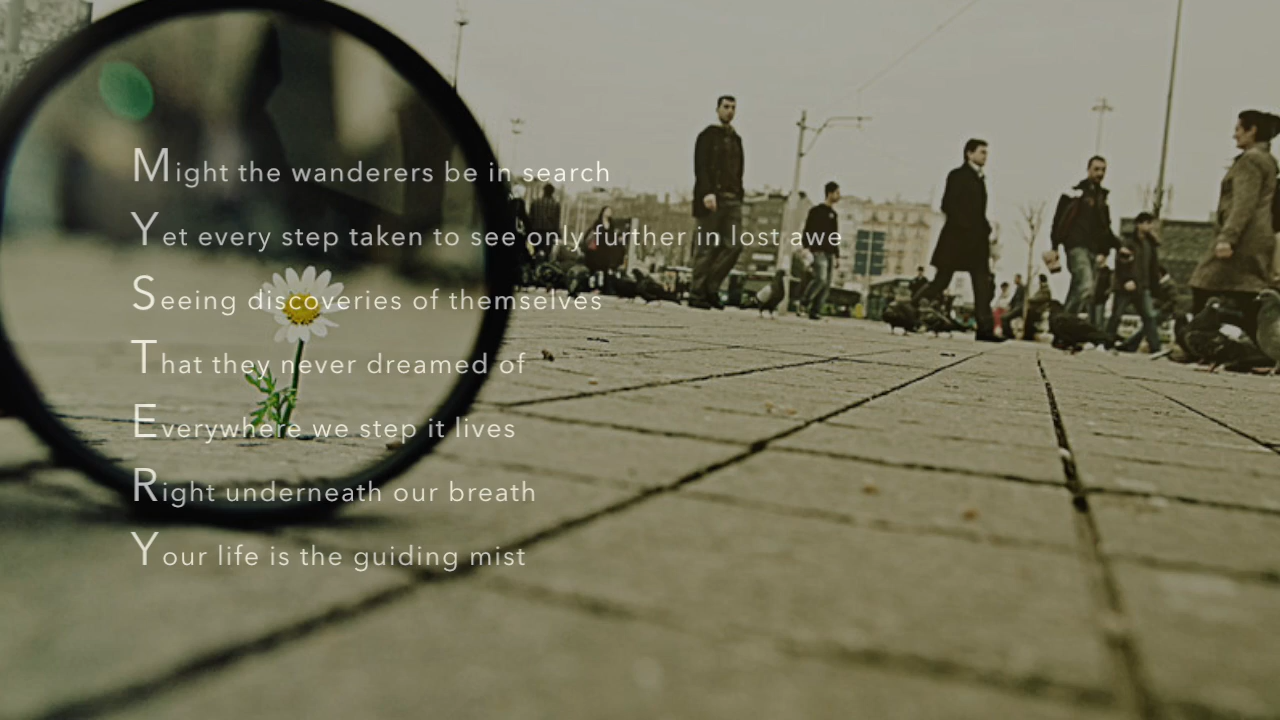 Might the wanderers be in search
Yet every step taken to see only further in lost awe
Seeing discoveries of themselves
That they never dreamed of
Everywhere we step it lives
Right underneath our breath
Your life is the guiding mist